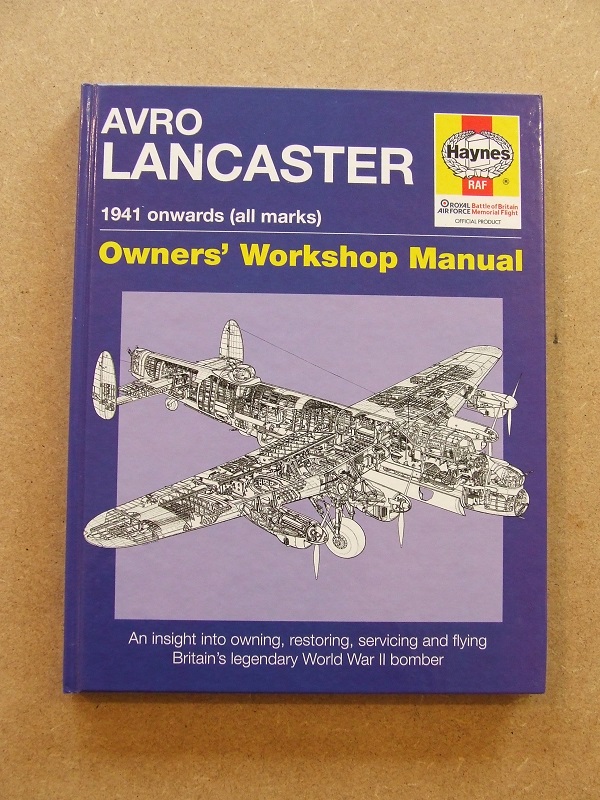 AVRO
LANCASTER
1941 onwards (all marks)
Haynes
RAF
®
ROYAL AIR FORCE
Battle of Britain
Memorial Flight
OFFICIAL PRODUCT
Owners' Workshop Manual
An insight into owning, restoring, servicing and flying
Britain's legendary World War II bomber